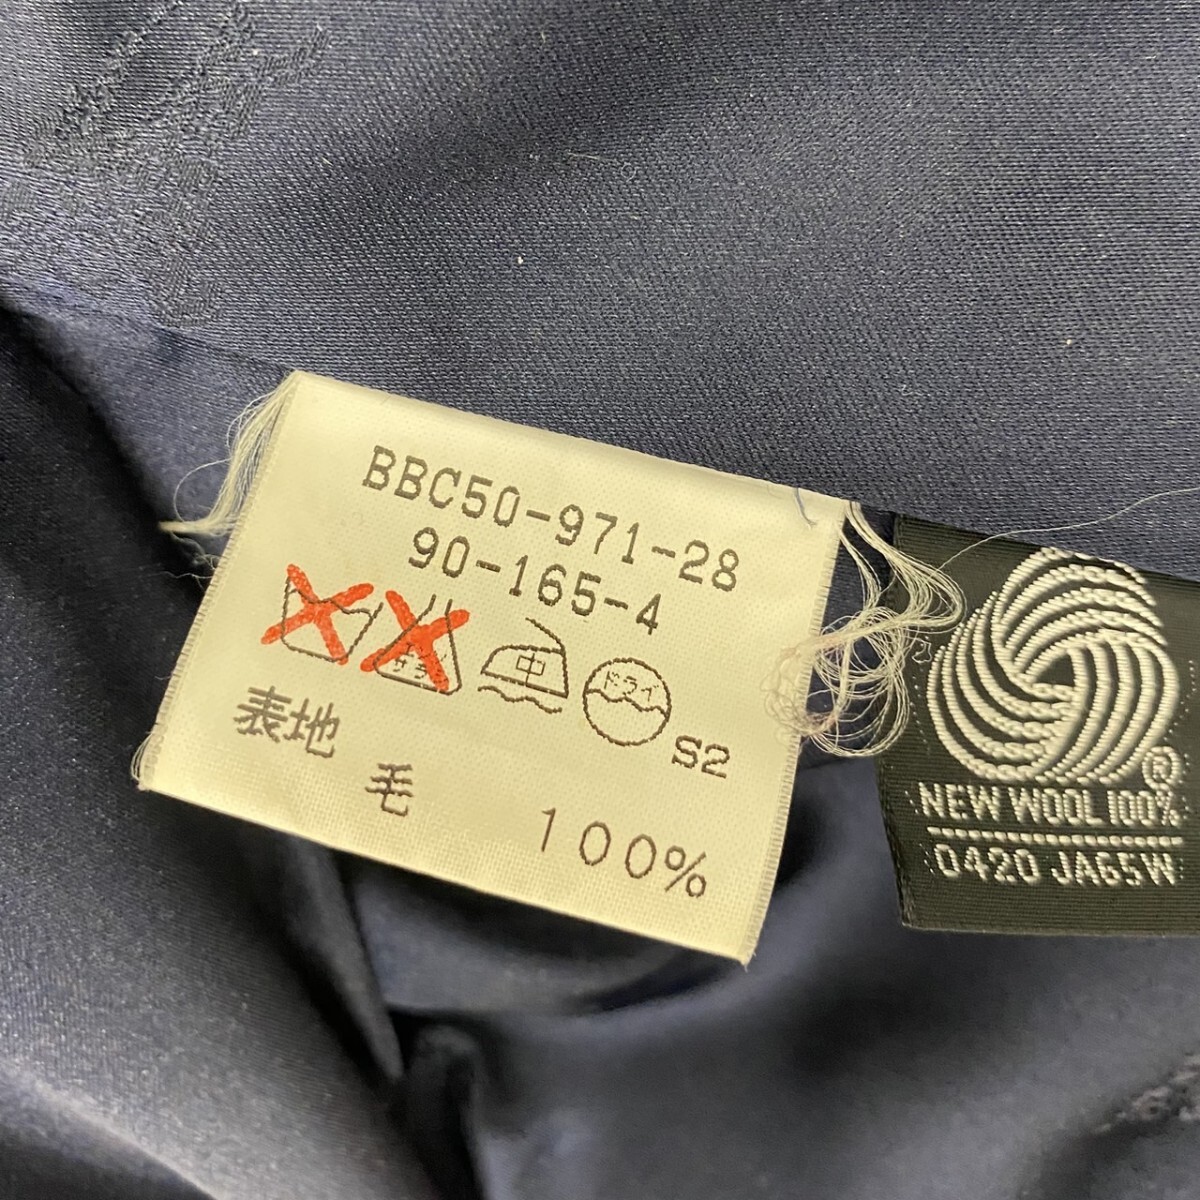 BBC50-971-28
90-165-4
中 ドライ
S2
表地
毛 100%
®
NEW WOOL 100%
0420 JA65W